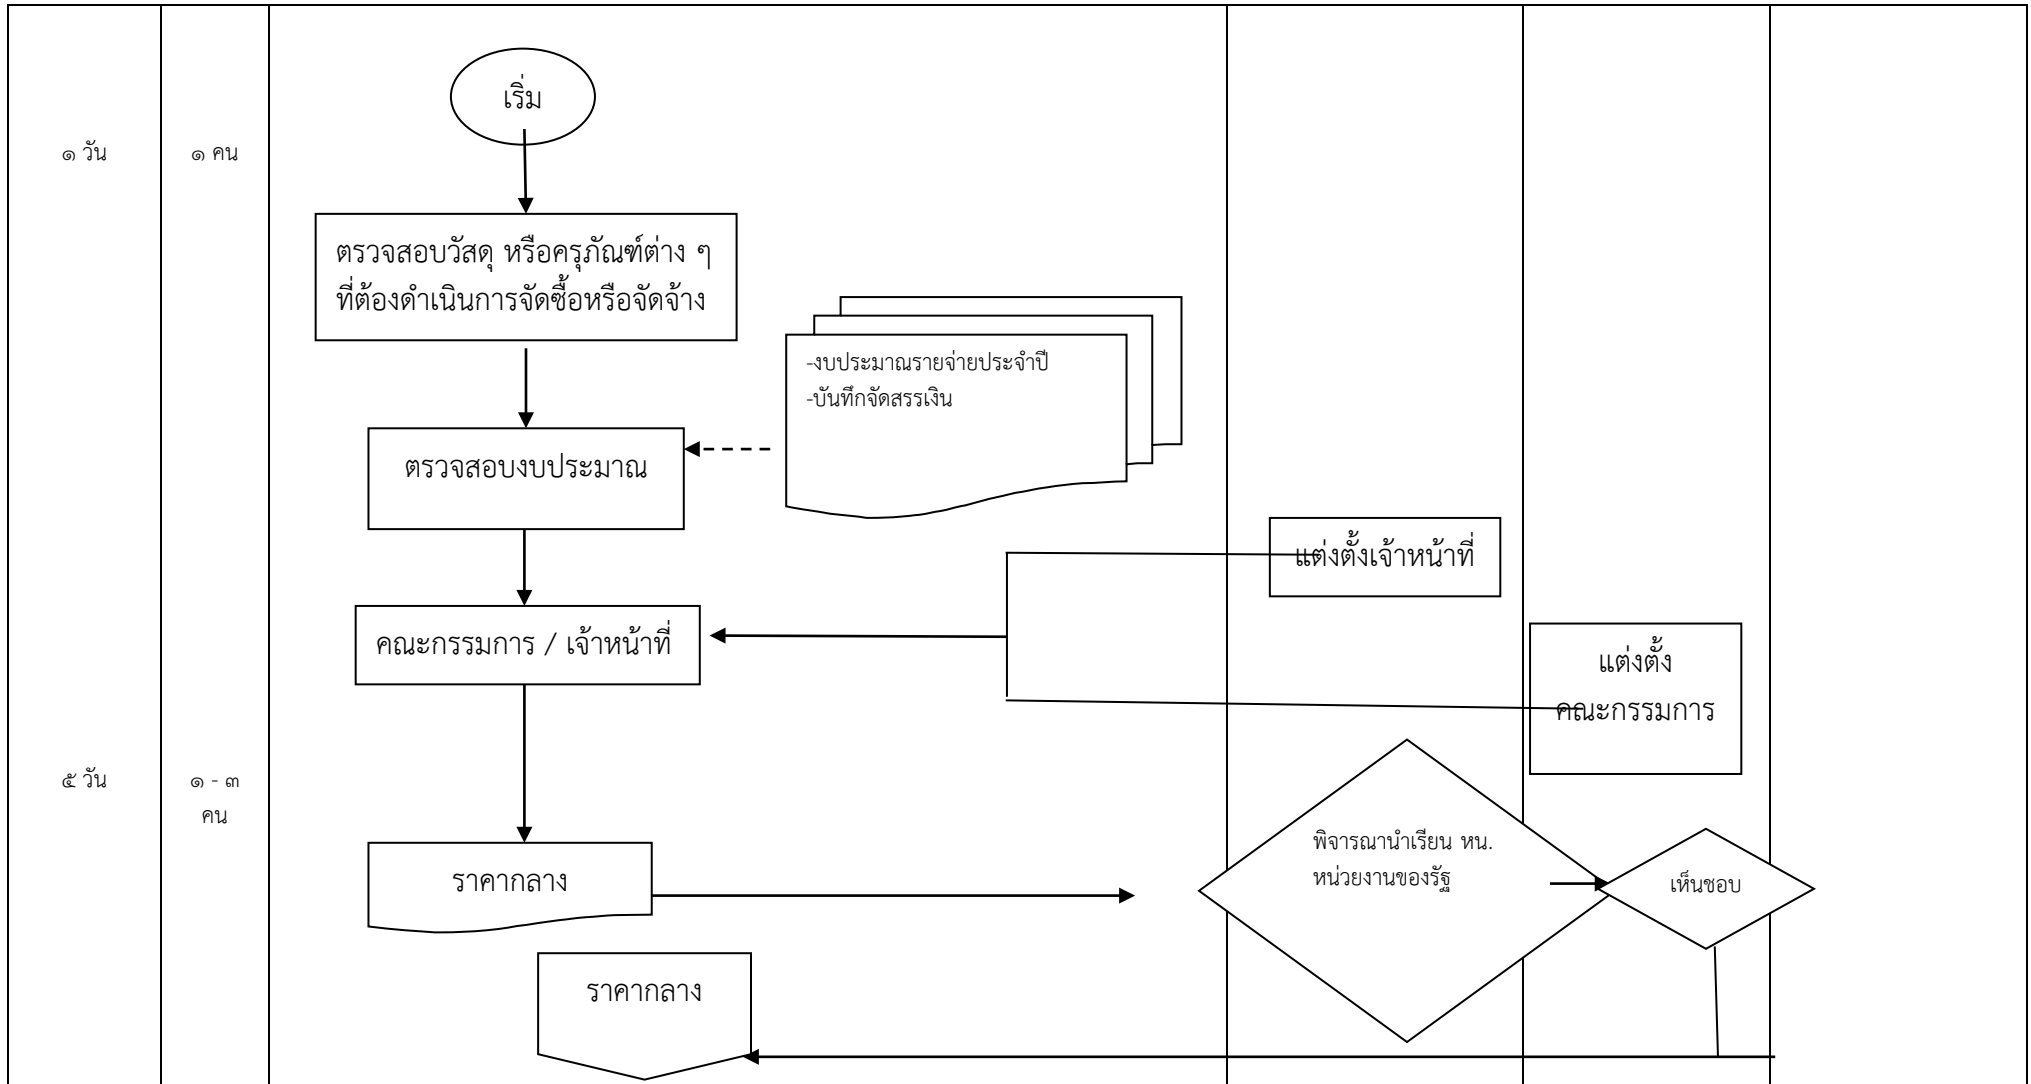 เริ่ม
๑ วัน
๑ คน
ตรวจสอบวัสดุ หรือครุภัณฑ์ต่าง ๆ
ที่ต้องดำเนินการจัดซื้อหรือจัดจ้าง
-งบประมาณรายจ่ายประจำปี
-บันทึกจัดสรรเงิน
ตรวจสอบงบประมาณ
แต่งตั้งเจ้าหน้าที่
คณะกรรมการ / เจ้าหน้าที่
แต่งตั้ง
คณะกรรมการ
๕ วัน
๑ - ๓
คน
พิจารณานำเรียน หน.
หน่วยงานของรัฐ
เห็นชอบ
ราคากลาง
ราคากลาง